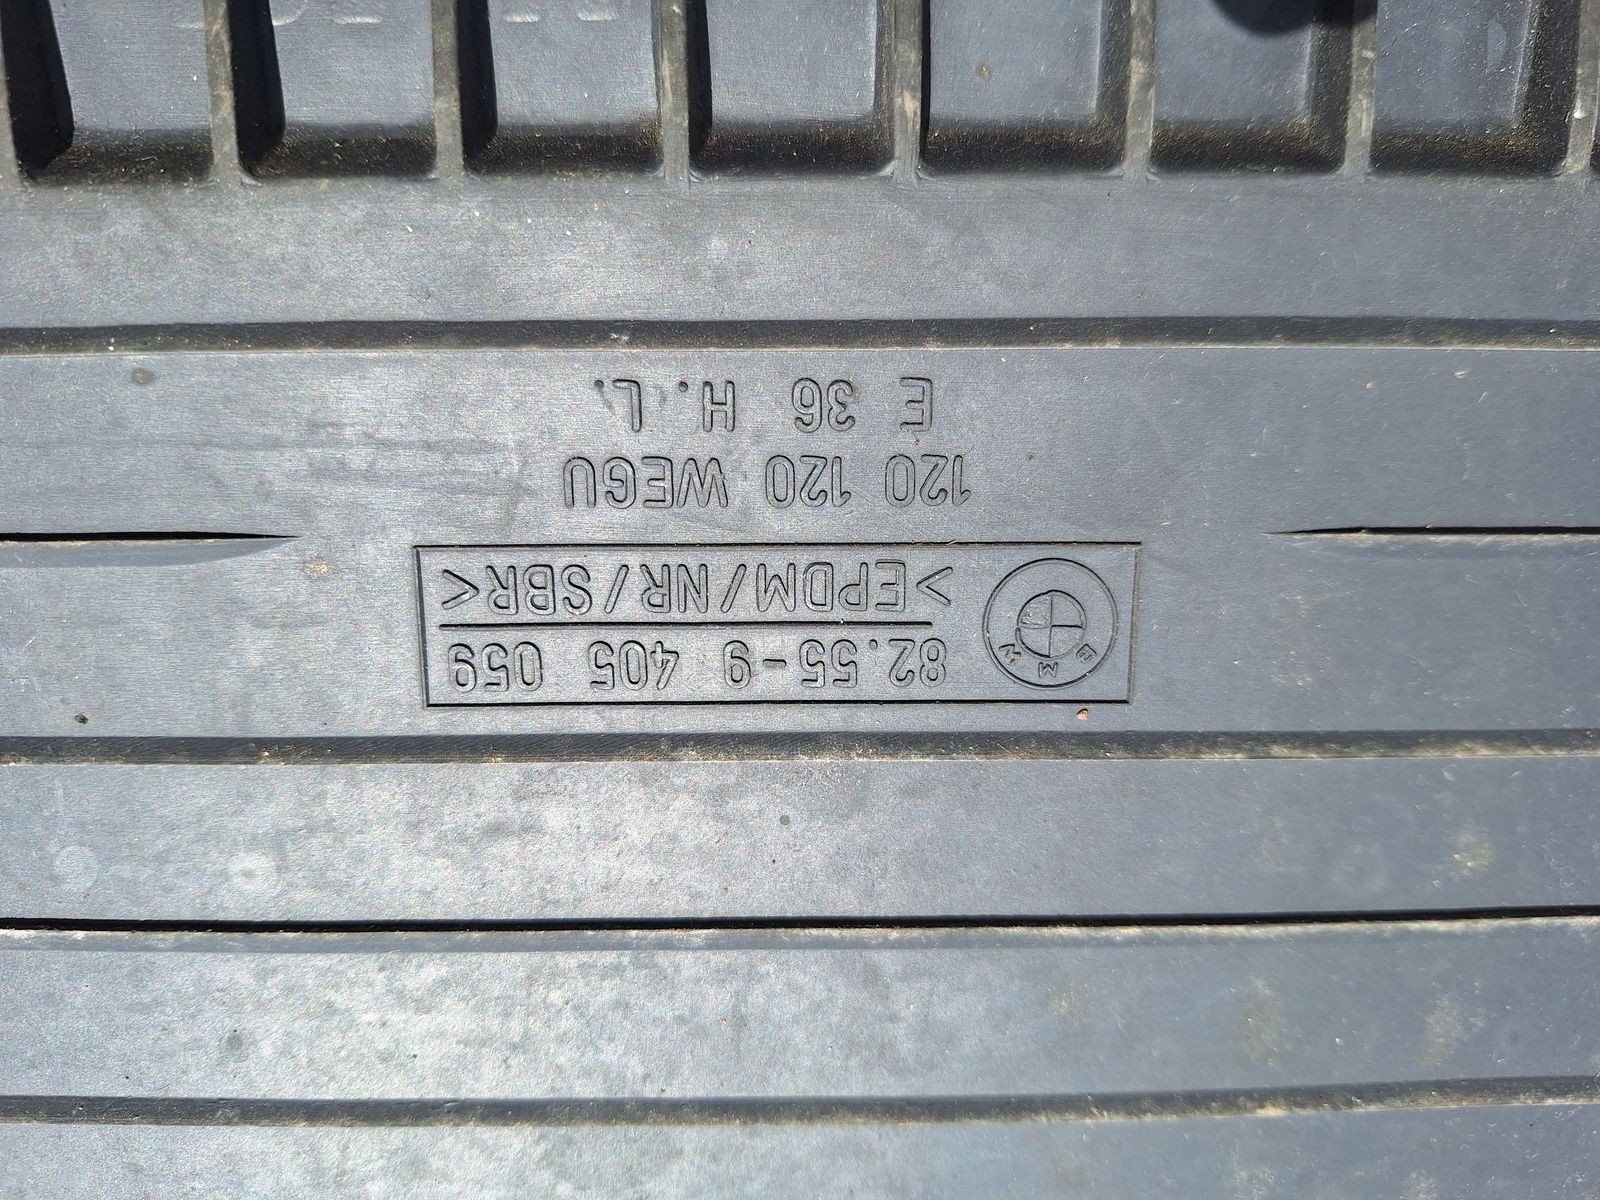 BMW
82.55-9 405 059
>EPDM/NR/SBR<
120 120 WEGU
E 36 H.L.